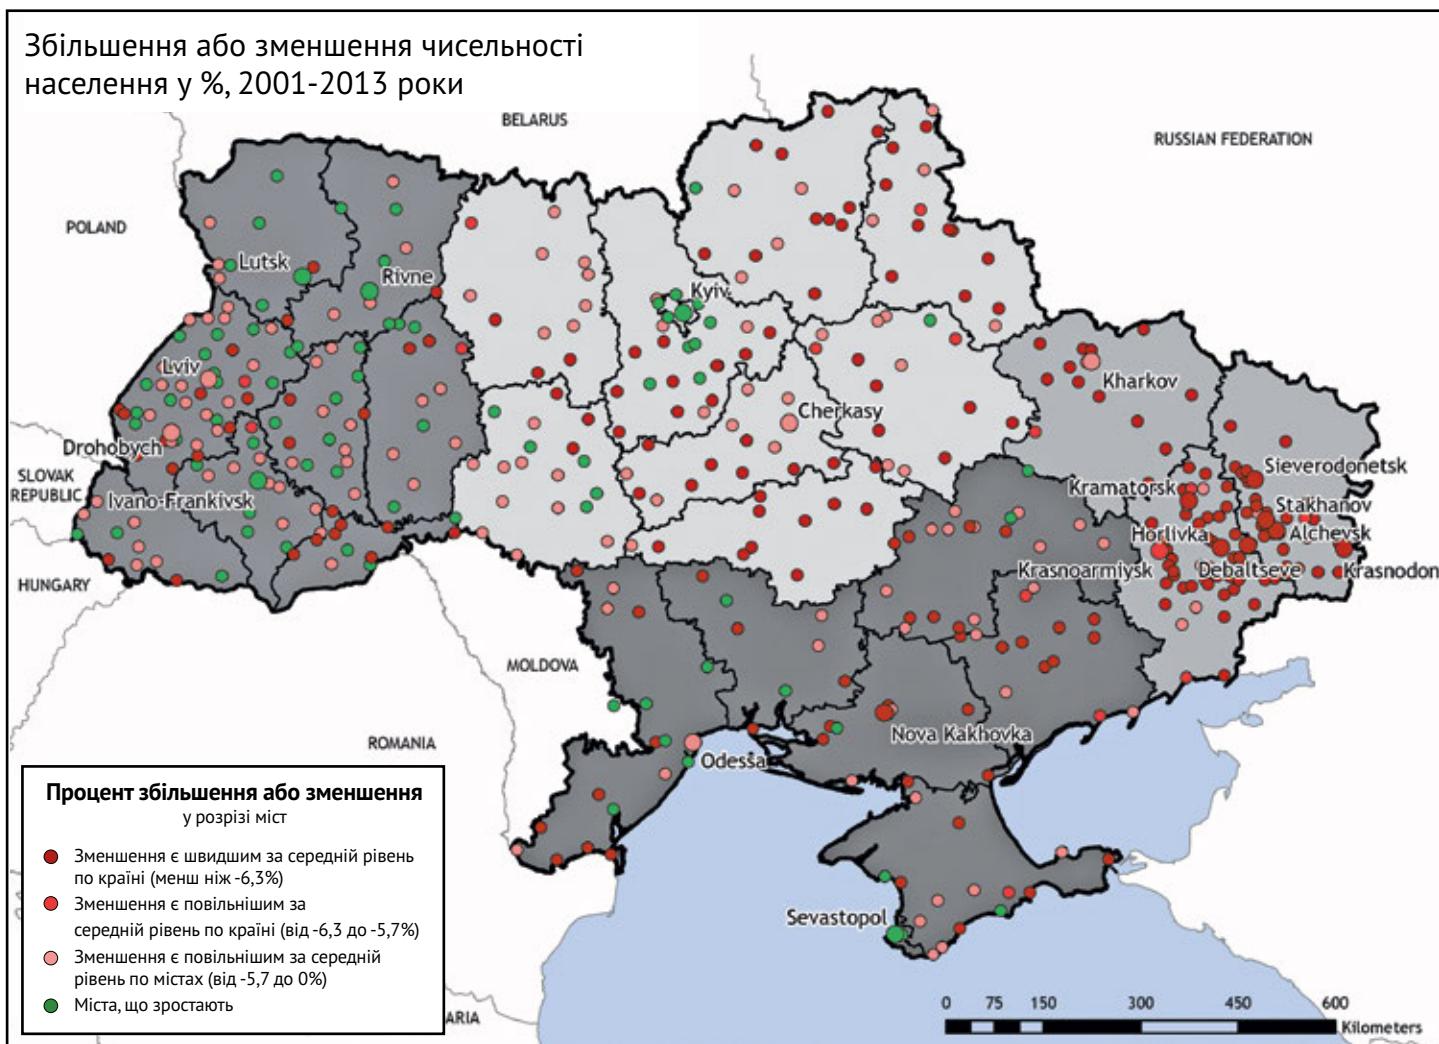 Збільшення або зменшення чисельності
населення у %, 2001-2013 роки
BELARUS
RUSSIAN FEDERATION
POLAND
Lutsk
Rivne
Kyiv
Lviv
Kharkov
Cherkasy
Drohobych
SLOVAK
REPUBLIC
Ivano-Frankivsk
Sieverodonetsk
Kramatorsk
Stakhanov
Alchevsk
Horlivka
Krasnoarmiysk
Debaltseve
Krasnodon
HUNGARY
MOLDOVA
ROMANIA
Nova Kakhovka
Odessa
Sevastopol
Процент збільшення або зменшення
у розрізі міст
Зменшення є швидшим за середній рівень
по країні (менш ніж -6,3%)
Зменшення є повільнішим за
середній рівень по країні (від -6,3 до -5,7%)
Зменшення є повільнішим за середній
рівень по містах (від -5,7 до 0%)
Міста, що зростають
ARIA
0 75 150 300 450 600
Kilometers